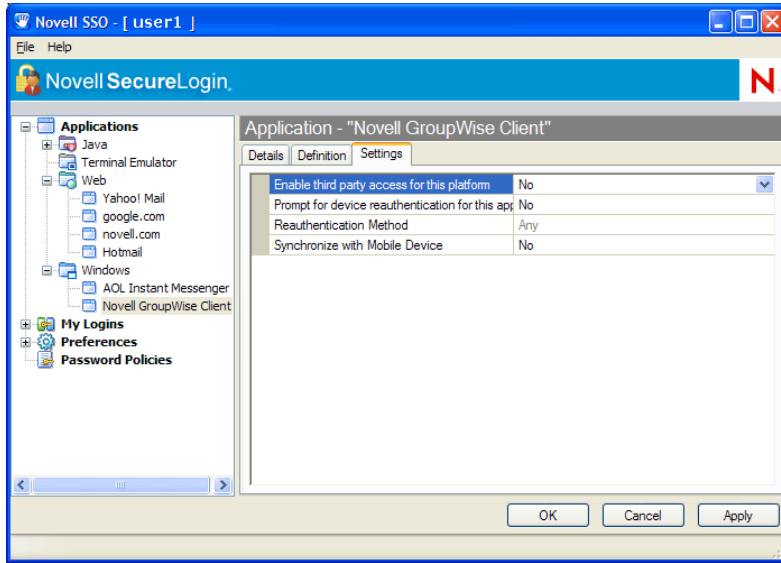 Novell SSO - [ user1 ]
File Help
Novell SecureLogin.
N.
Applications
Java
Terminal Emulator
Web
Yahoo! Mail
google.com
novell.com
Hotmail
Windows
AOL Instant Messenger
Novell GroupWise Client
My Logins
Preferences
Password Policies
Application - "Novell GroupWise Client"
Details Definition Settings
Enable third party access for this platform No
Prompt for device reauthentication for this app No
Reauthentication Method Any
Synchronize with Mobile Device No
OK Cancel Apply